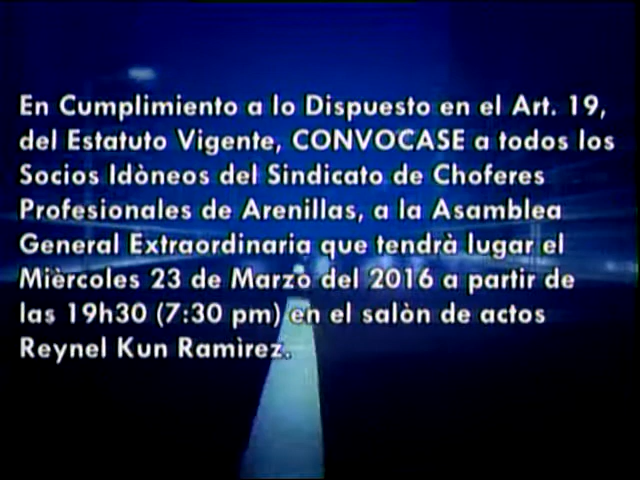 En Cumplimiento a lo Dispuesto en el Art. 19,
del Estatuto Vigente, CONVOCASE a todos los
Socios Idòneos del Sindicato de Choferes
Profesionales de Arenillas, a la Asamblea
General Extraordinaria que tendrà lugar el
Mièrcoles 23 de Marzo del 2016 a partir de
las 19h30 (7:30 pm) en el salòn de actos
Reynel Kun Ramìrez.